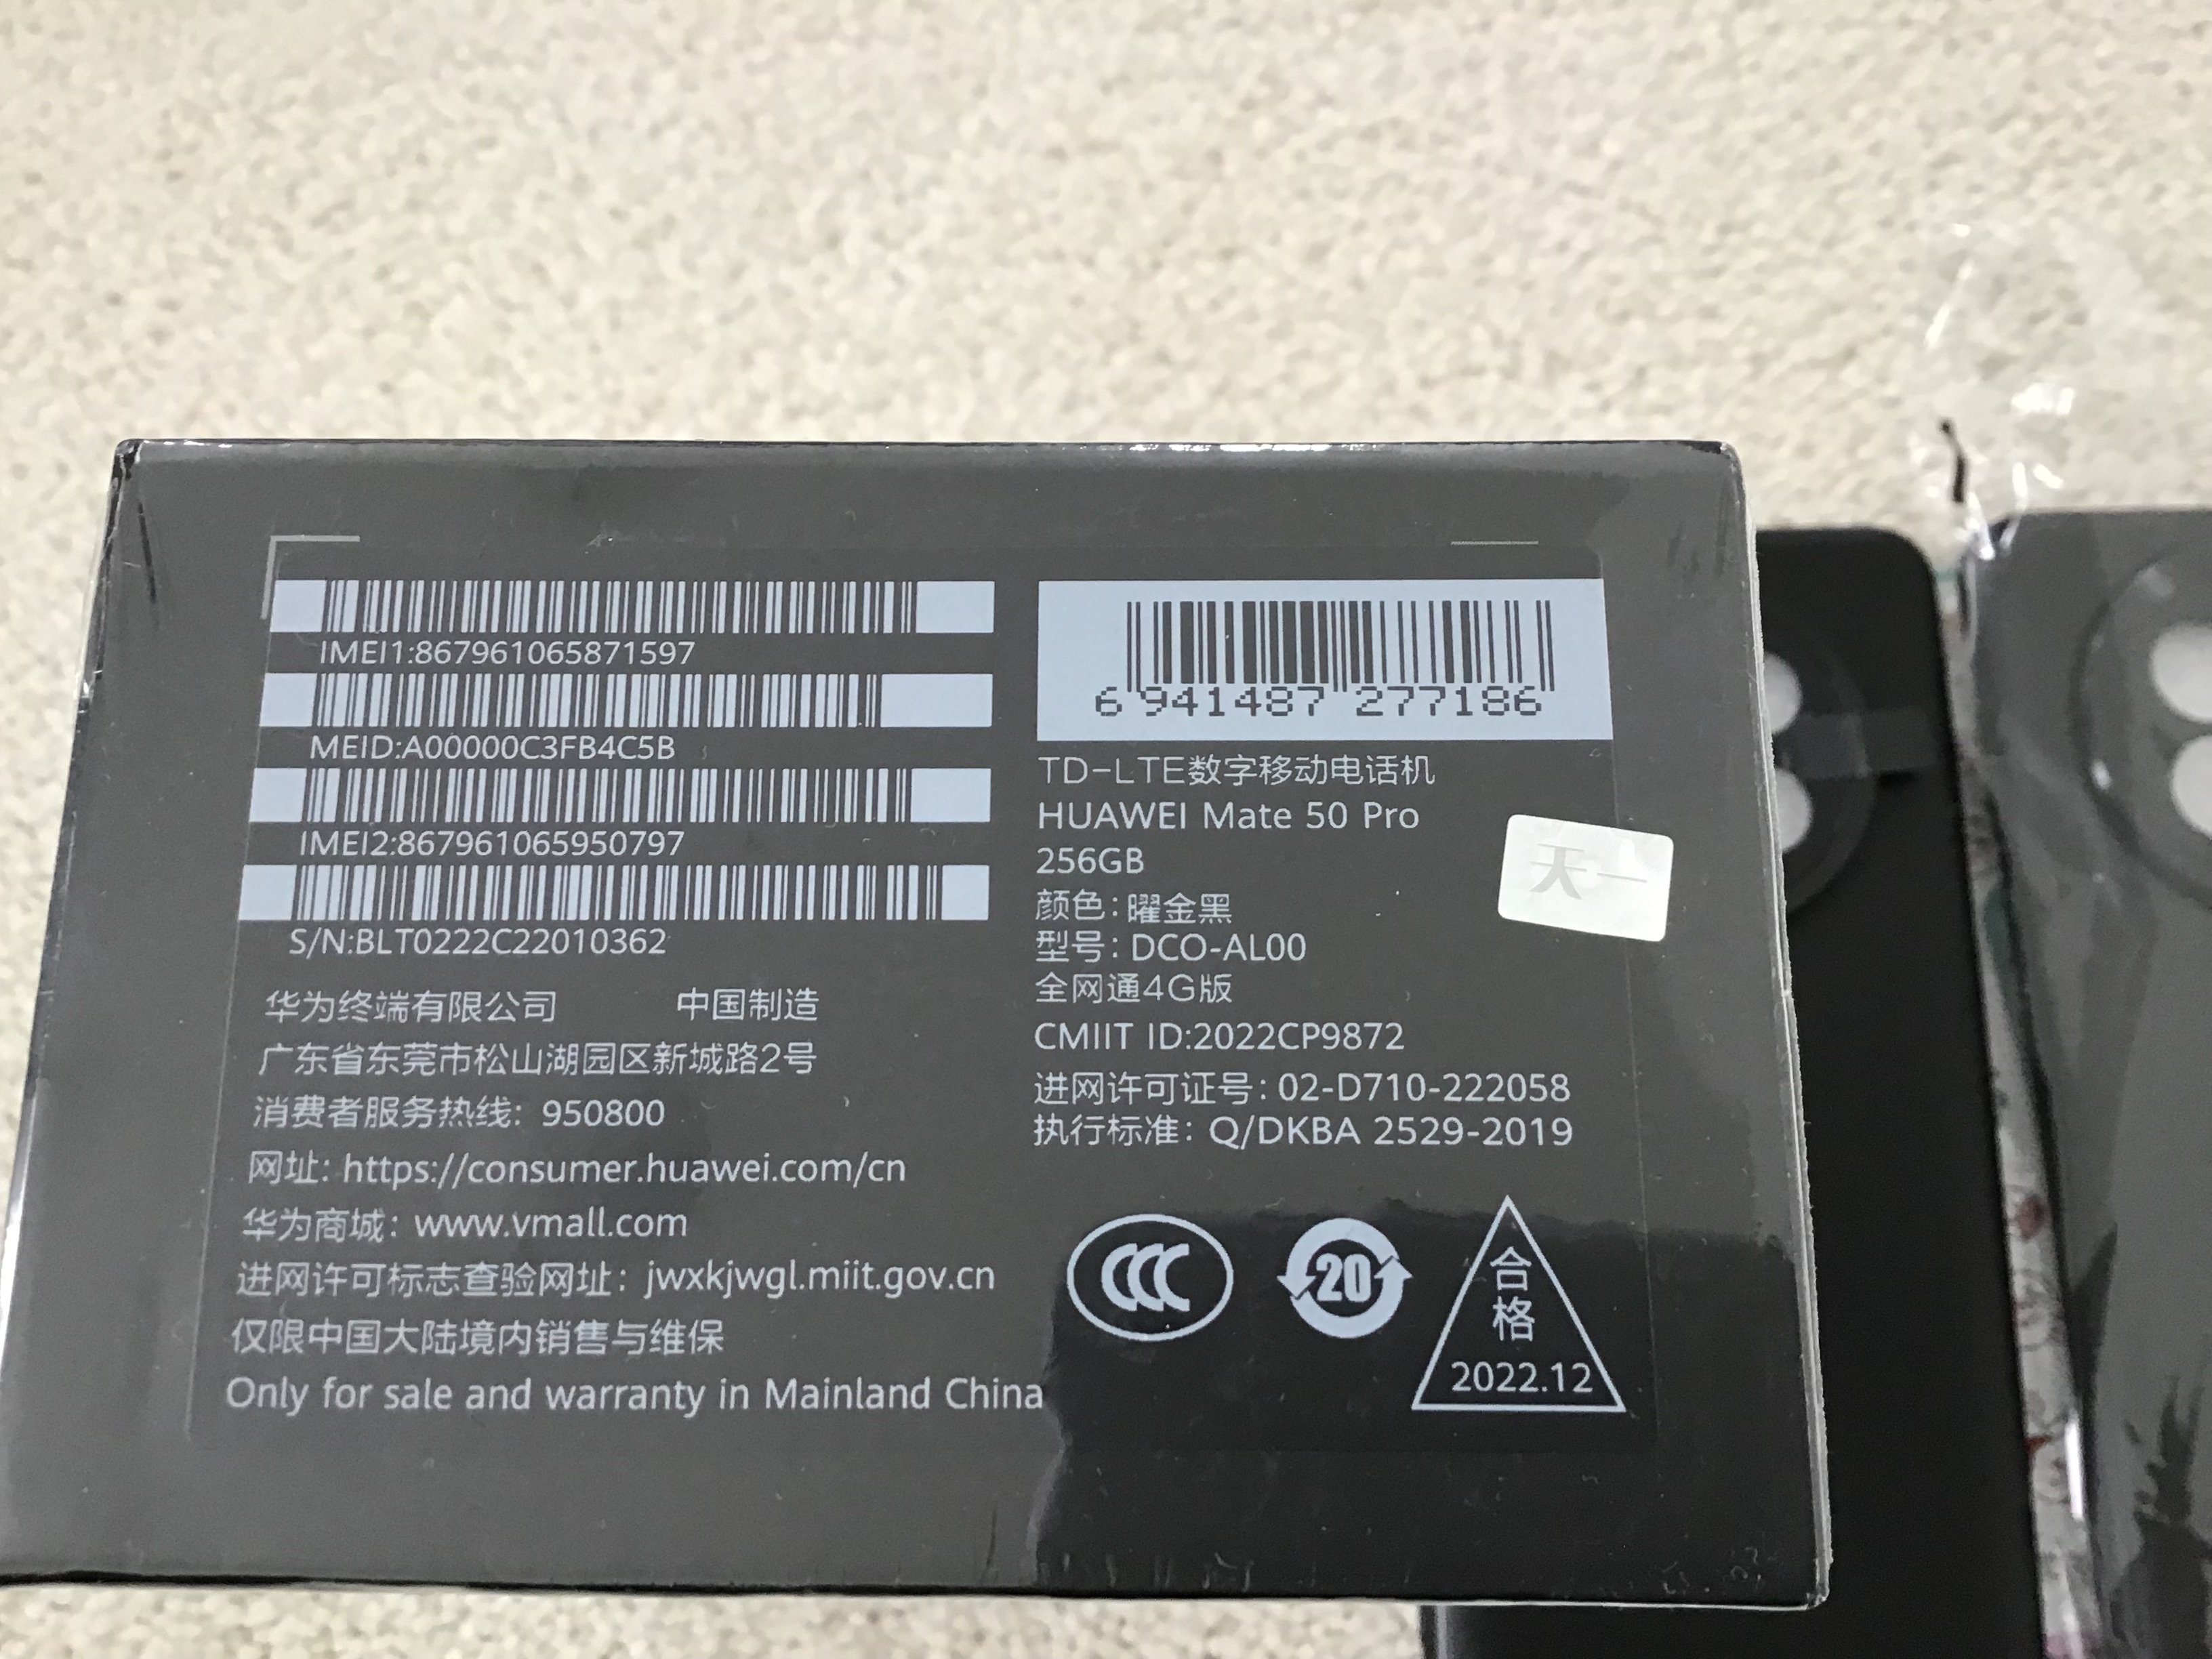 IMEI1:867961065871597
MEID:A00000C3FB4C5B
IMEI2:867961065950797
S/N:BLT0222C22010362
华为终端有限公司 中国制造
广东省东莞市松山湖园区新城路2号
消费者服务热线: 950800
网址: https://consumer.huawei.com/cn
华为商城: www.vmall.com
进网许可标志查验网址: jwxkjwgl.miit.gov.cn
仅限中国大陆境内销售与维保
Only for sale and warranty in Mainland China
6 941487 277186
TD-LTE数字移动电话机
HUAWEI Mate 50 Pro
256GB
颜色: 曜金黑
型号: DCO-AL00
全网通4G版
CMIIT ID:2022CP9872
进网许可证号: 02-D710-222058
执行标准: Q/DKBA 2529-2019
天一
CCC
20
合
格
2022.12